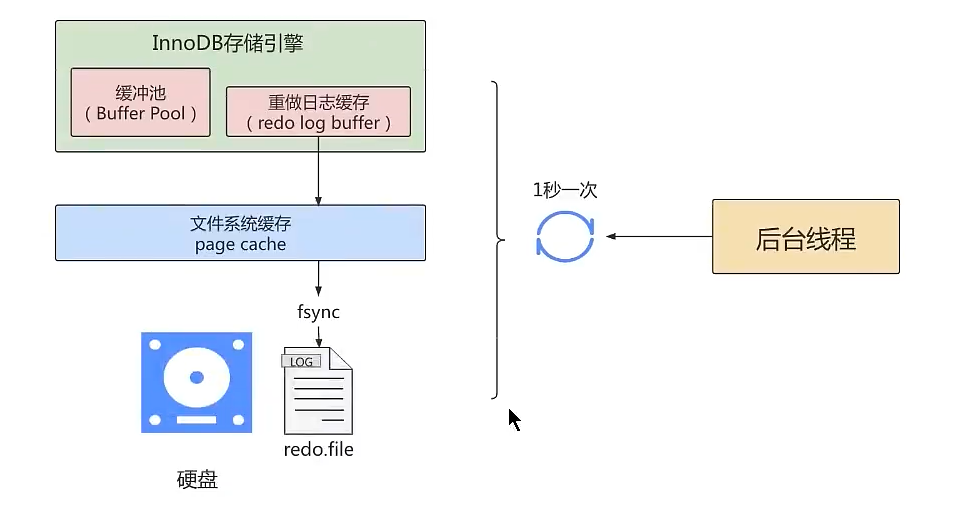 InnoDB存储引擎
缓冲池
（Buffer Pool）
重做日志缓存
（redo log buffer）
文件系统缓存
page cache
fsync
LOG
redo.file
硬盘
1秒一次
后台线程